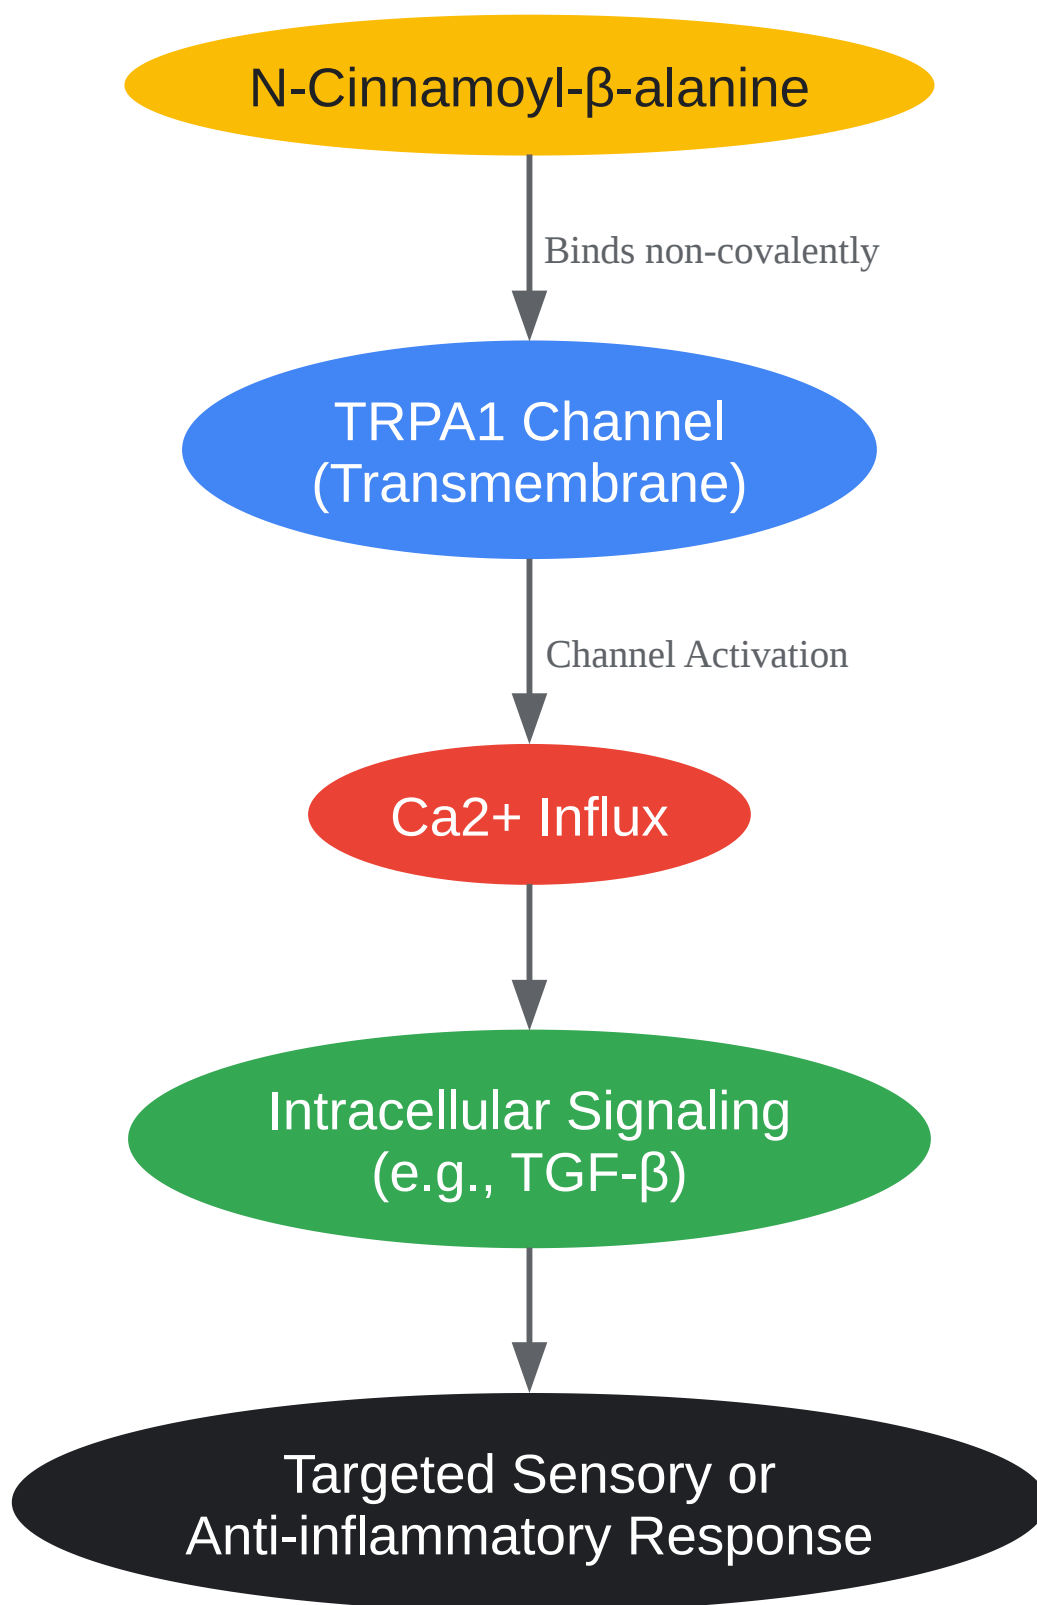 N-Cinnamoyl-β-alanine
Binds non-covalently
TRPA1 Channel
(Transmembrane)
Channel Activation
Ca2+ Influx
Intracellular Signaling
(e.g., TGF-β)
Targeted Sensory or
Anti-inflammatory Response